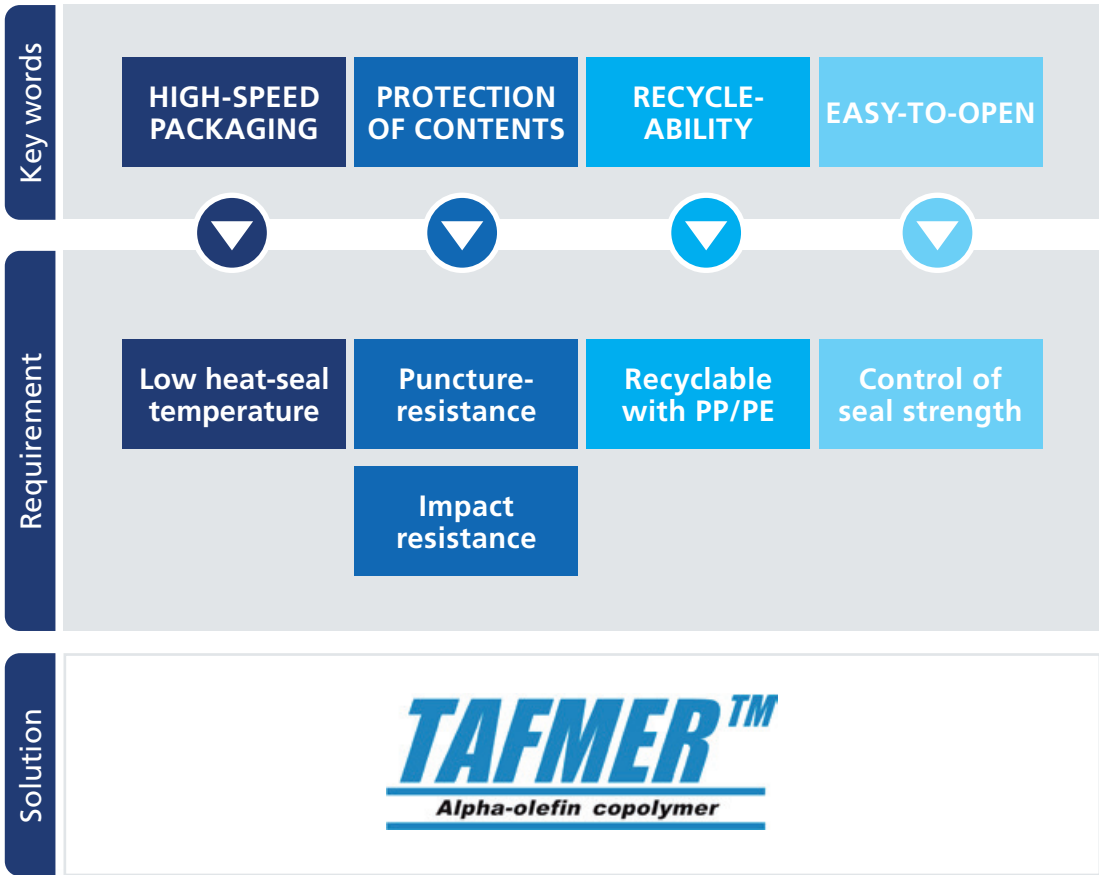 Key words
HIGH-SPEED
PACKAGING
PROTECTION
OF CONTENTS
RECYCLE-
ABILITY
EASY-TO-OPEN
Requirement
Low heat-seal
temperature
Puncture-
resistance
Recyclable
with PP/PE
Control of
seal strength
Impact
resistance
Solution
TAFMER™
Alpha-olefin copolymer